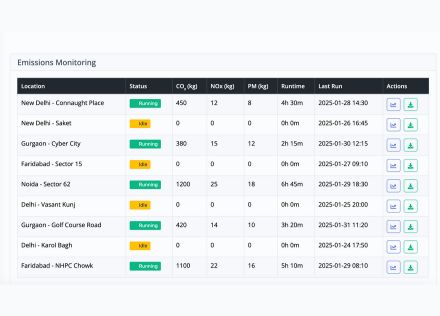 Emissions Monitoring
Location Status CO₂ (kg) NOx (kg) PM (kg) Runtime Last Run Actions
New Delhi - Connaught Place Running 450 12 8 4h 30m 2025-01-28 14:30
New Delhi - Saket Idle 0 0 0 0h 0m 2025-01-26 16:45
Gurgaon - Cyber City Running 380 15 12 2h 15m 2025-01-30 12:15
Faridabad - Sector 15 Idle 0 0 0 0h 0m 2025-01-27 09:10
Noida - Sector 62 Running 1200 25 18 6h 45m 2025-01-29 18:30
Delhi - Vasant Kunj Idle 0 0 0 0h 0m 2025-01-25 20:00
Gurgaon - Golf Course Road Running 420 14 10 3h 20m 2025-01-31 11:20
Delhi - Karol Bagh Idle 0 0 0 0h 0m 2025-01-24 17:50
Faridabad - NHPC Chowk Running 1100 22 16 5h 10m 2025-01-29 08:10